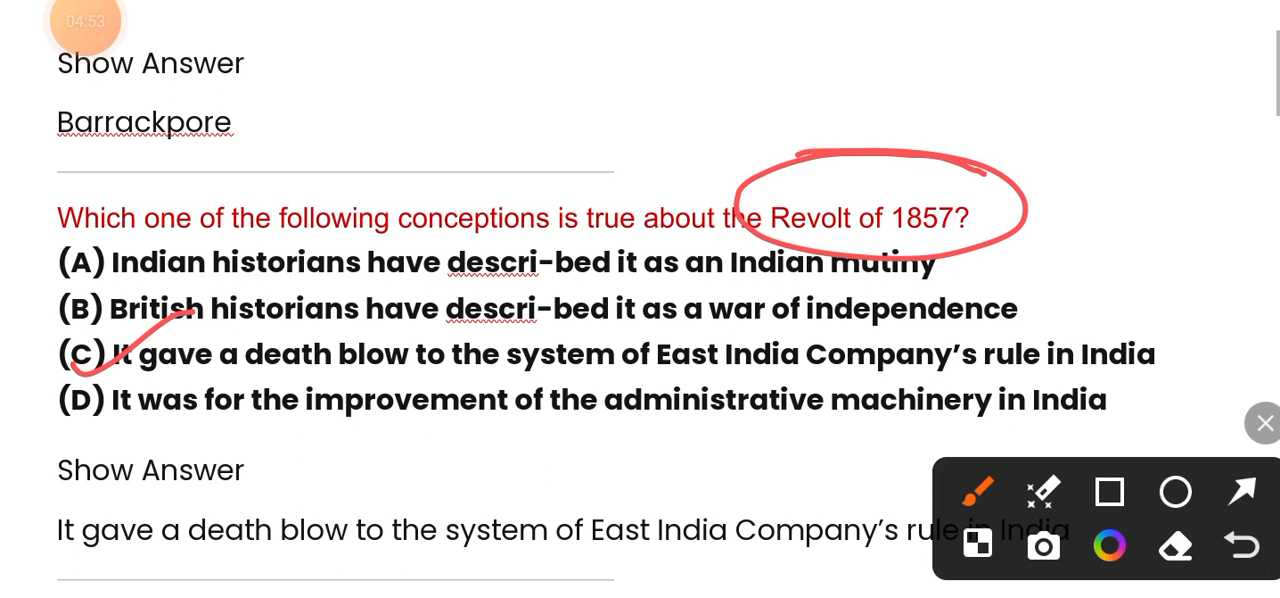 04:53
Show Answer
Barrackpore
Which one of the following conceptions is true about the Revolt of 1857?
(A) Indian historians have descri-bed it as an Indian mutiny
(B) British historians have descri-bed it as a war of independence
(C) It gave a death blow to the system of East India Company’s rule in India
(D) It was for the improvement of the administrative machinery in India
Show Answer
It gave a death blow to the system of East India Company’s rule in India